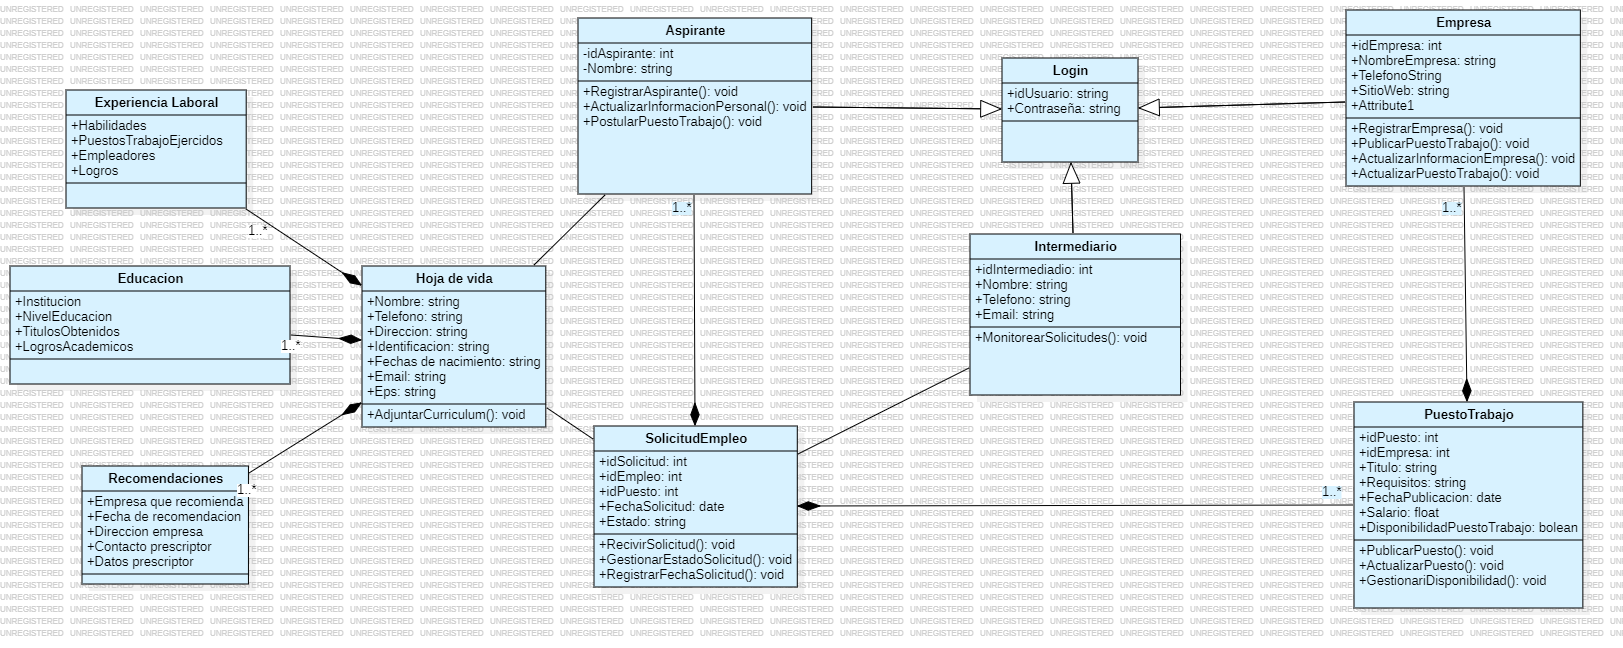 Aspirante
-idAspirante: int
-Nombre: string
+RegistrarAspirante(): void
+ActualizarInformacionPersonal(): void
+PostularPuestoTrabajo(): void
1..*
Login
+idUsuario: string
+Contraseña: string
Empresa
+idEmpresa: int
+NombreEmpresa: string
+TelefonoString
+SitioWeb: string
+Attribute1
+RegistrarEmpresa(): void
+PublicarPuestoTrabajo(): void
+ActualizarInformacionEmpresa(): void
+ActualizarPuestoTrabajo(): void
1..*
Experiencia Laboral
+Habilidades
+PuestosTrabajoEjercidos
+Empleadores
+Logros
1..*
Educacion
+Institucion
+NivelEducacion
+TitulosObtenidos
+LogrosAcademicos
1..*
Hoja de vida
+Nombre: string
+Telefono: string
+Direccion: string
+Identificacion: string
+Fechas de nacimiento: string
+Email: string
+Eps: string
+AdjuntarCurriculum(): void
Intermediario
+idIntermediadio: int
+Nombre: string
+Telefono: string
+Email: string
+MonitorearSolicitudes(): void
Recomendaciones
1..*
+Empresa que recomienda
+Fecha de recomendacion
+Direccion empresa
+Contacto prescriptor
+Datos prescriptor
SolicitudEmpleo
+idSolicitud: int
+idEmpleo: int
+idPuesto: int
+FechaSolicitud: date
+Estado: string
+RecivirSolicitud(): void
+GestionarEstadoSolicitud(): void
+RegistrarFechaSolicitud(): void
1..*
PuestoTrabajo
+idPuesto: int
+idEmpresa: int
+Titulo: string
+Requisitos: string
+FechaPublicacion: date
+Salario: float
+DisponibilidadPuestoTrabajo: bolean
+PublicarPuesto(): void
+ActualizarPuesto(): void
+GestionariDisponibilidad(): void
UNREGISTERED